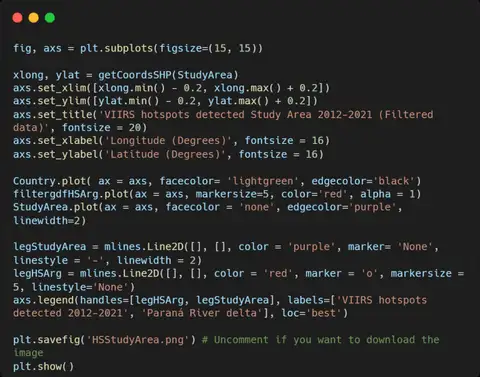 fig, axs = plt.subplots(figsize=(15, 15))
xlong, ylat = getCoordsSHP(StudyArea)
axs.set_xlim([xlong.min() - 0.2, xlong.max() + 0.2])
axs.set_ylim([ylat.min() - 0.2, ylat.max() + 0.2])
axs.set_title('VIIRS hotspots detected Study Area 2012-2021 (Filtered
data)', fontsize = 20)
axs.set_xlabel('Longitude (Degrees)', fontsize = 16)
axs.set_ylabel('Latitude (Degrees)', fontsize = 16)
Country.plot( ax = axs, facecolor= 'lightgreen', edgecolor='black')
filtergdfHSArg.plot(ax = axs, markersize=5, color='red', alpha = 1)
StudyArea.plot(ax = axs, facecolor = 'none', edgecolor='purple',
linewidth=2)
legStudyArea = mlines.Line2D([], [], color = 'purple', marker= 'None',
linestyle = '-', linewidth = 2)
legHSArg = mlines.Line2D([], [], color = 'red', marker = 'o', markersize =
5, linestyle='None')
axs.legend(handles=[legHSArg, legStudyArea], labels=['VIIRS hotspots
detected 2012-2021', 'Paraná River delta'], loc='best')
plt.savefig('HSStudyArea.png') # Uncomment if you want to download the
image
plt.show()